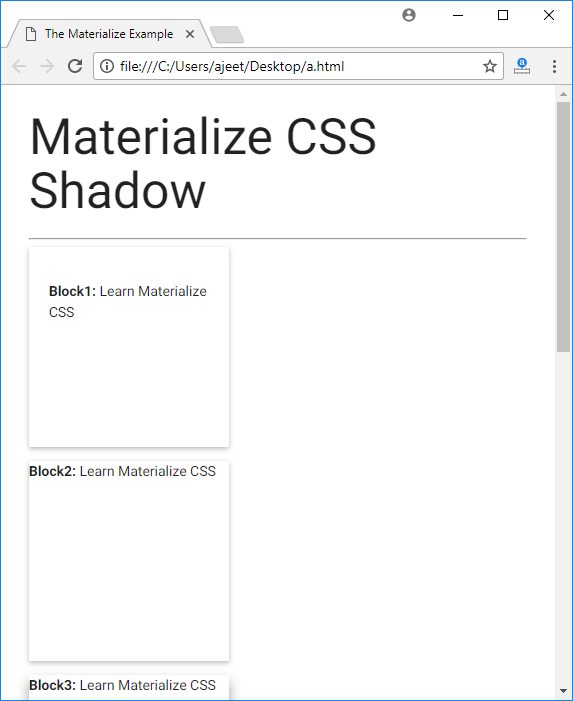 The Materialize Example
file:///C:/Users/ajeet/Desktop/a.html
Materialize CSS
Shadow
Block1: Learn Materialize
CSS
Block2: Learn Materialize CSS
Block3: Learn Materialize CSS